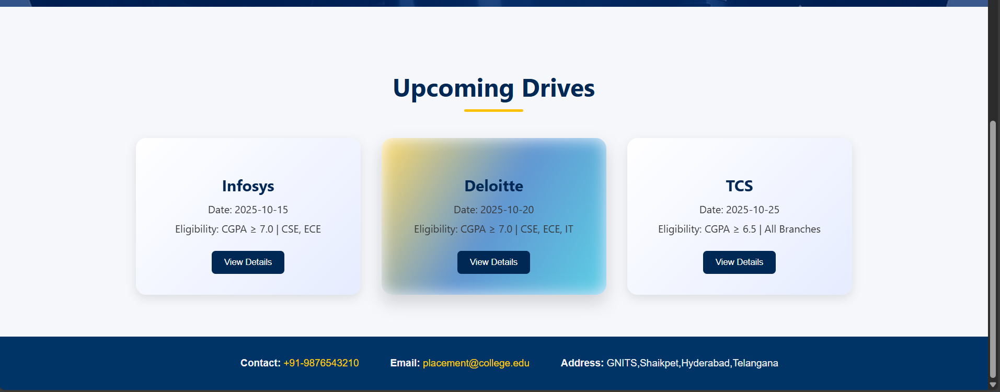 Upcoming Drives
Infosys
Date: 2025-10-15
Eligibility: CGPA ≥ 7.0 | CSE, ECE
View Details
Deloitte
Date: 2025-10-20
Eligibility: CGPA ≥ 7.0 | CSE, ECE, IT
View Details
TCS
Date: 2025-10-25
Eligibility: CGPA ≥ 6.5 | All Branches
View Details
Contact: +91-9876543210
Email: placement@college.edu
Address: GNITS,Shaikpet,Hyderabad,Telangana